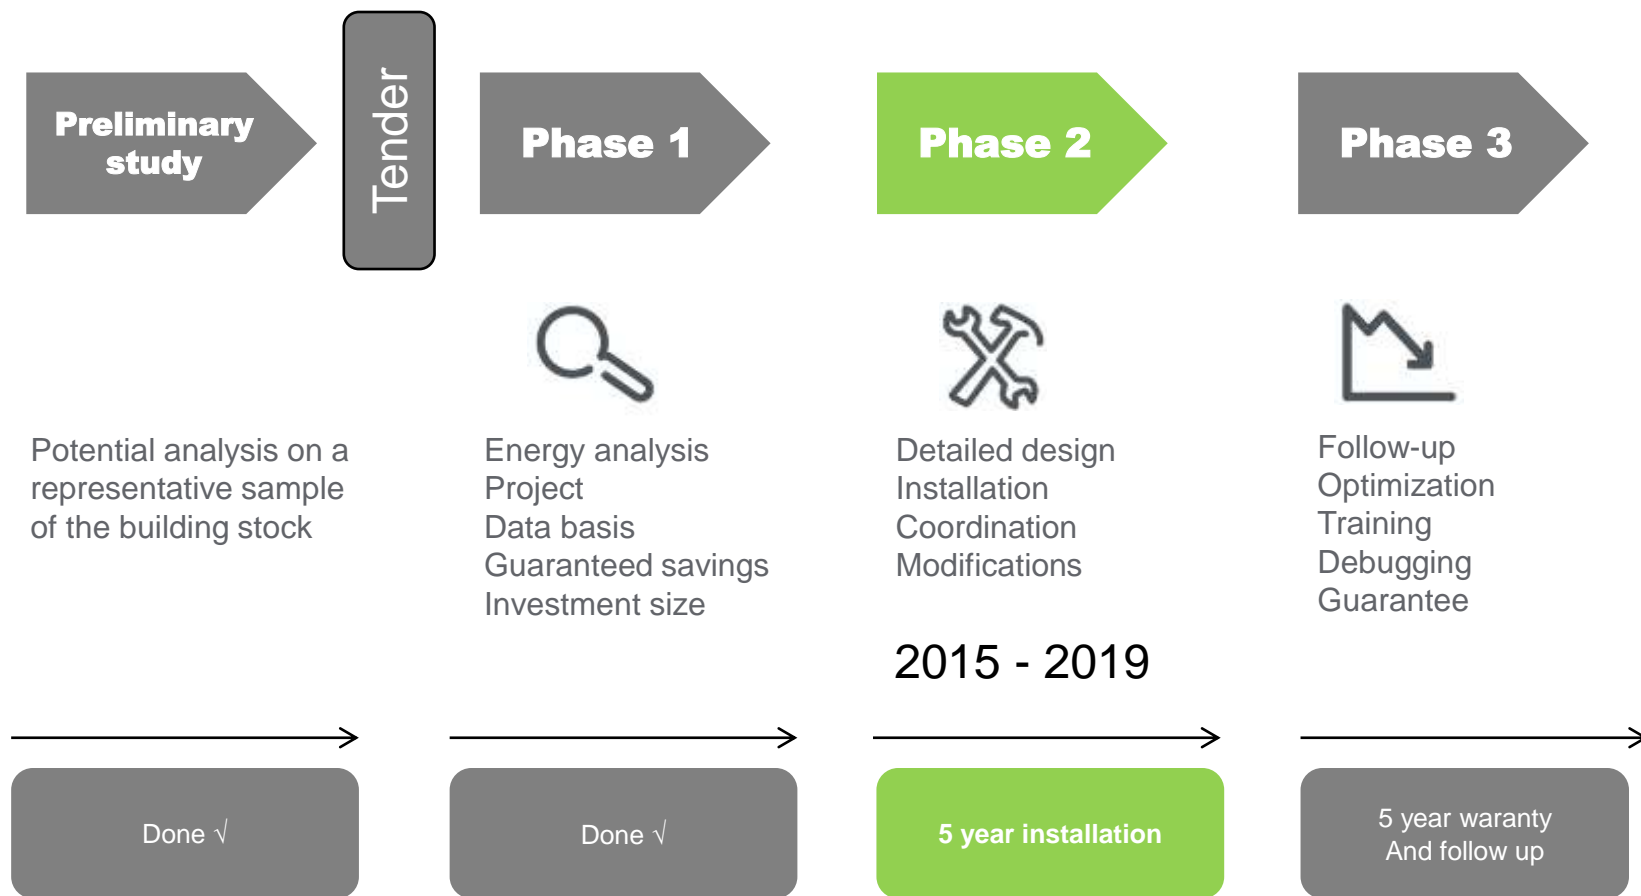 Preliminary
study
Tender
Phase 1
Phase 2
Phase 3
Potential analysis on a
representative sample
of the building stock
Energy analysis
Project
Data basis
Guaranteed savings
Investment size
Detailed design
Installation
Coordination
Modifications
2015 - 2019
Follow-up
Optimization
Training
Debugging
Guarantee
Done √
Done √
5 year installation
5 year waranty
And follow up